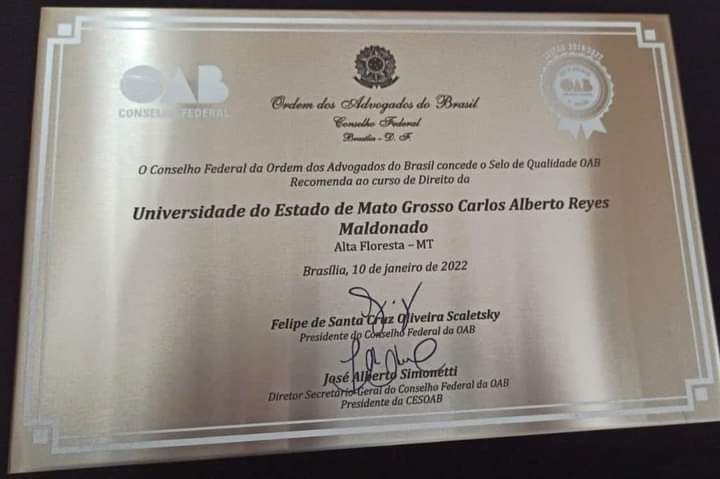 OAB
CONSELHO FEDERAL
Ordem dos Advogados do Brasil
Conselho Federal
Brasília - D. F.
O Conselho Federal da Ordem dos Advogados do Brasil concede o Selo de Qualidade OAB
Recomenda ao curso de Direito da
Universidade do Estado de Mato Grosso Carlos Alberto Reyes
Maldonado
Alta Floresta – MT
Brasília, 10 de janeiro de 2022
Felipe de Santa Cruz Oliveira Scaletsky
Presidente do Conselho Federal da OAB
José Alberto Simonetti
Diretor Secretário-Geral do Conselho Federal da OAB
Presidente da CESOAB